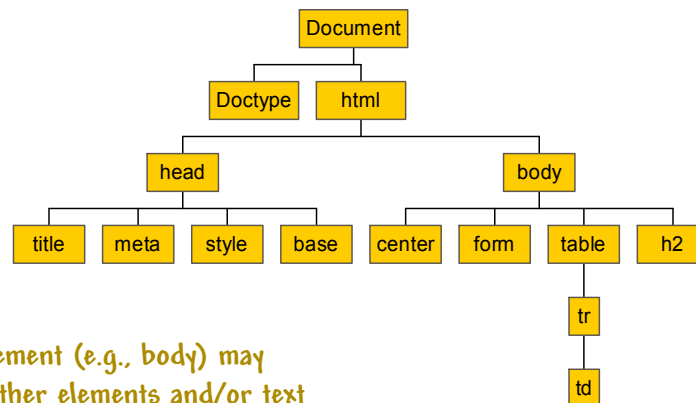 Document
Doctype html
head body
title meta style base center form table h2
tr
ement (e.g., body) may
td
ther elements and/or text